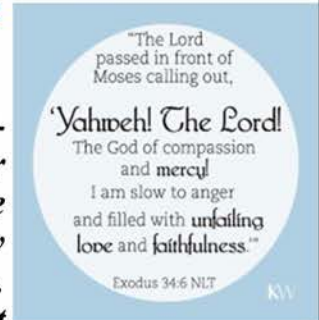 "The Lord
passed in front of
Moses calling out,
'Yahweh! The Lord!
The God of compassion
and mercy!
I am slow to anger
and filled with unfailing
love and faithfulness.'"
Exodus 34:6 NLT
KW